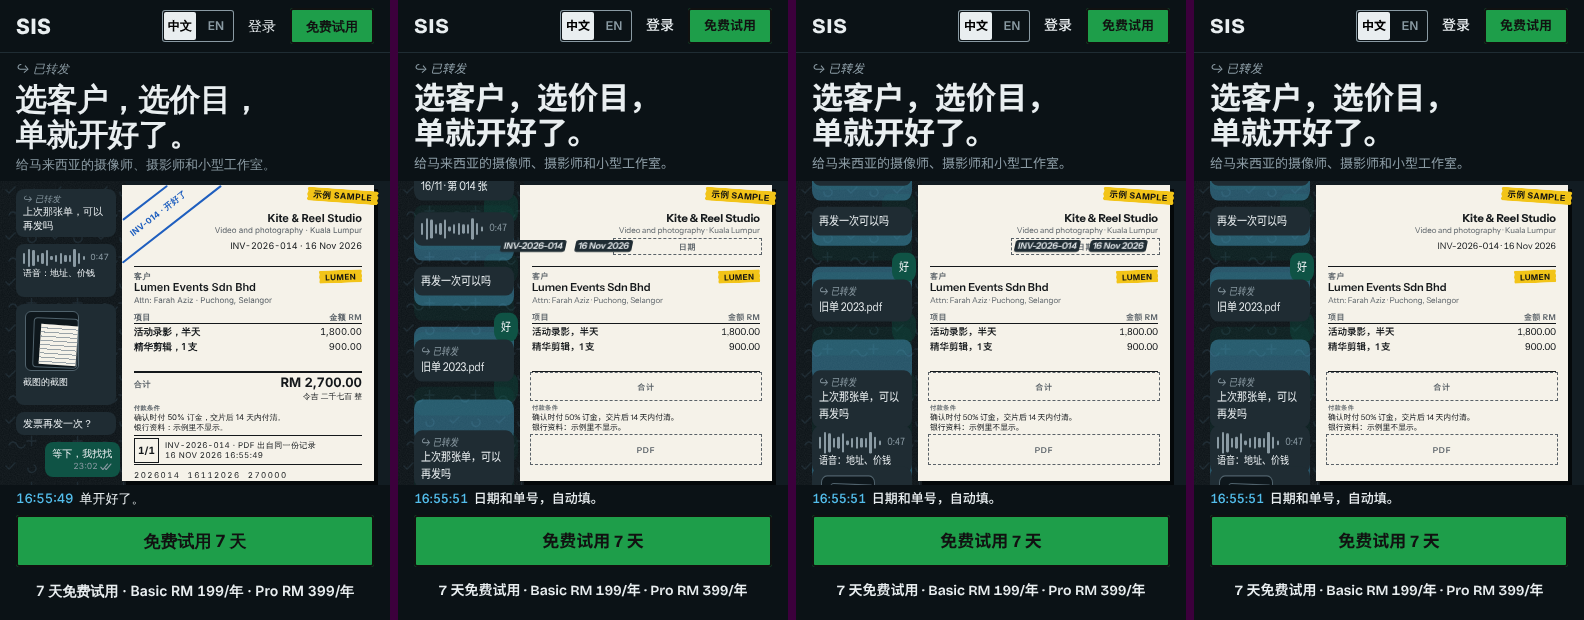 SIS
中文 EN 登录 免费试用
已转发
选客户，选价目，
单就开好了。
给马来西亚的摄像师、摄影师和小型工作室。
已转发
上次那张单，可以
再发吗
0:47
语音：地址、价钱
截图的截图
发票再发一次？
等下，我找找
23:02
INV-014 · 开好了
示例 SAMPLE
Kite & Reel Studio
Video and photography · Kuala Lumpur
INV-2026-014 · 16 Nov 2026
客户
LUMEN
Lumen Events Sdn Bhd
Attn: Farah Aziz · Puchong, Selangor
项目 金额 RM
活动录影，半天 1,800.00
精华剪辑，1 支 900.00
合计 RM 2,700.00
令吉 二千七百 整
付款条件
确认时付 50% 订金，交片后 14 天内付清。
银行资料：示例里不显示。
1/1
INV-2026-014 · PDF 出自同一份记录
16 NOV 2026 16:55:49
2026014 16112026 270000
16:55:49 单开好了。
免费试用 7 天
7 天免费试用 · Basic RM 199/年 · Pro RM 399/年
SIS
中文 EN 登录 免费试用
已转发
选客户，选价目，
单就开好了。
给马来西亚的摄像师、摄影师和小型工作室。
16/11 · 第 014 张
0:47
再发一次可以吗
好
已转发
旧单 2023.pdf
已转发
上次那张单，可以
再发吗
示例 SAMPLE
Kite & Reel Studio
Video and photography · Kuala Lumpur
INV-2026-014 16 Nov 2026 日期
客户
LUMEN
Lumen Events Sdn Bhd
Attn: Farah Aziz · Puchong, Selangor
项目 金额 RM
活动录影，半天 1,800.00
精华剪辑，1 支 900.00
合计
付款条件
确认时付 50% 订金，交片后 14 天内付清。
银行资料：示例里不显示。
PDF
16:55:51 日期和单号，自动填。
免费试用 7 天
7 天免费试用 · Basic RM 199/年 · Pro RM 399/年
SIS
中文 EN 登录 免费试用
已转发
选客户，选价目，
单就开好了。
给马来西亚的摄像师、摄影师和小型工作室。
再发一次可以吗
好
已转发
旧单 2023.pdf
已转发
上次那张单，可以
再发吗
0:47
语音：地址、价钱
示例 SAMPLE
Kite & Reel Studio
Video and photography · Kuala Lumpur
INV-2026-014 16 Nov 2026
客户
LUMEN
Lumen Events Sdn Bhd
Attn: Farah Aziz · Puchong, Selangor
项目 金额 RM
活动录影，半天 1,800.00
精华剪辑，1 支 900.00
合计
付款条件
确认时付 50% 订金，交片后 14 天内付清。
银行资料：示例里不显示。
PDF
16:55:51 日期和单号，自动填。
免费试用 7 天
7 天免费试用 · Basic RM 199/年 · Pro RM 399/年
SIS
中文 EN 登录 免费试用
已转发
选客户，选价目，
单就开好了。
给马来西亚的摄像师、摄影师和小型工作室。
再发一次可以吗
好
已转发
旧单 2023.pdf
已转发
上次那张单，可以
再发吗
0:47
语音：地址、价钱
示例 SAMPLE
Kite & Reel Studio
Video and photography · Kuala Lumpur
INV-2026-014 · 16 Nov 2026
客户
LUMEN
Lumen Events Sdn Bhd
Attn: Farah Aziz · Puchong, Selangor
项目 金额 RM
活动录影，半天 1,800.00
精华剪辑，1 支 900.00
合计
付款条件
确认时付 50% 订金，交片后 14 天内付清。
银行资料：示例里不显示。
PDF
16:55:51 日期和单号，自动填。
免费试用 7 天
7 天免费试用 · Basic RM 199/年 · Pro RM 399/年